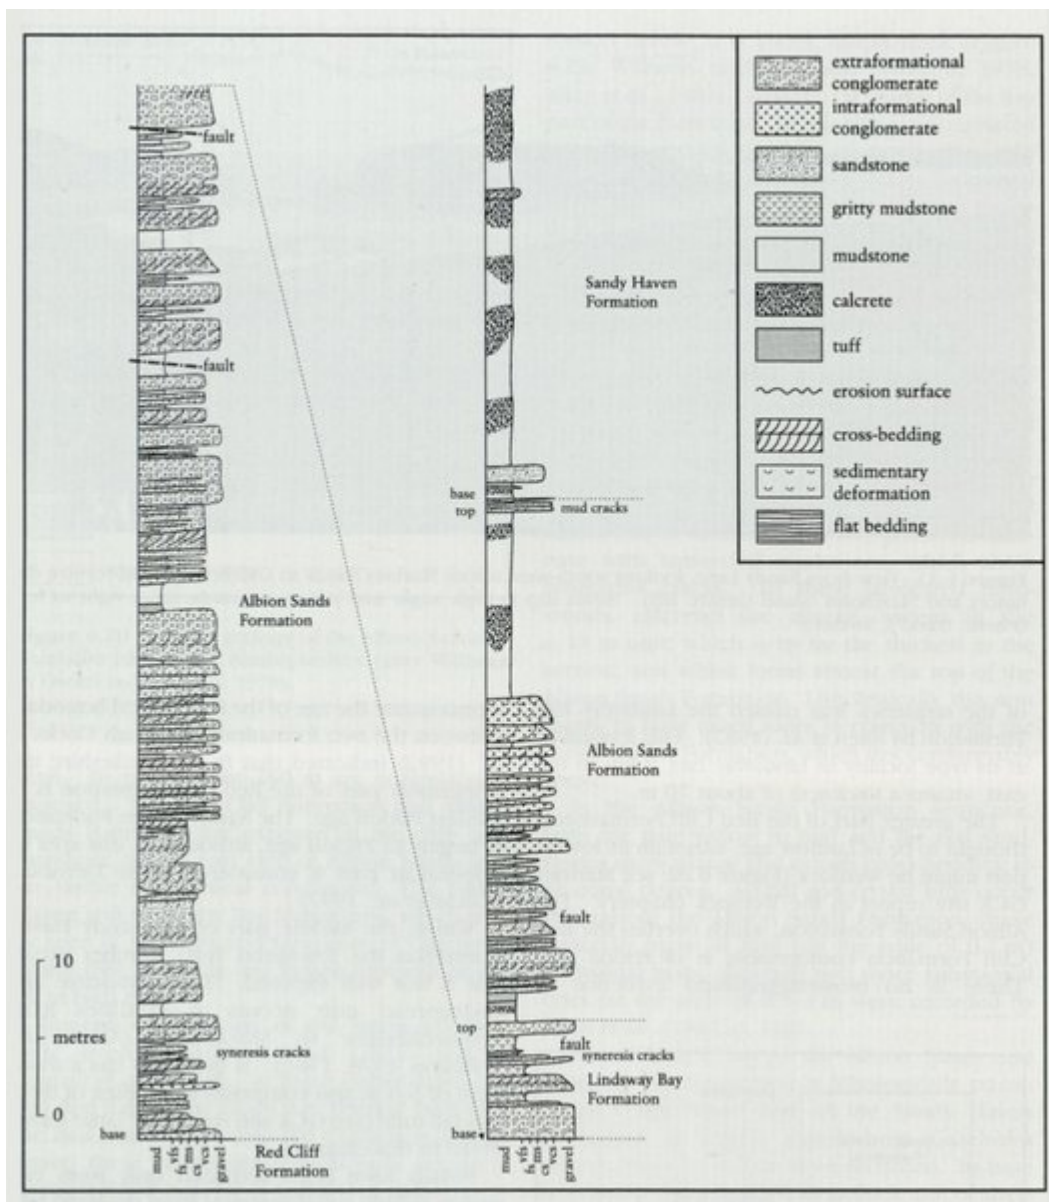 fault
fault
Albion Sands
Formation
10
metres
0
syneresis cracks
base
Red Cliff
Formation
mud
vfs
fs
ms
cs
vcs
gravel
Sandy Haven
Formation
base
top
mud cracks
Albion Sands
Formation
fault
top
fault
syneresis cracks
Lindsway Bay
Formation
base
mud
vfs
fs
ms
cs
vcs
gravel
extraformational
conglomerate
intraformational
conglomerate
sandstone
gritty mudstone
mudstone
calcrete
tuff
erosion surface
cross-bedding
sedimentary
deformation
flat bedding